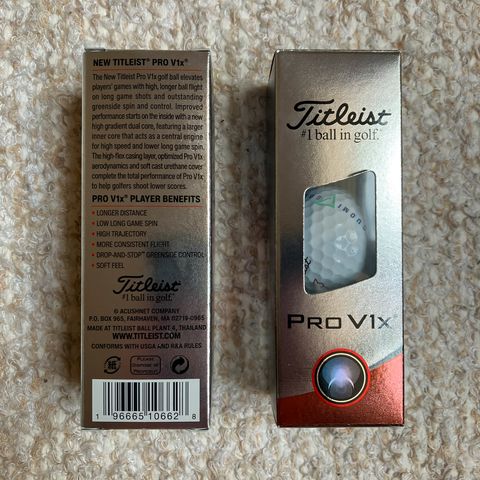 NEW TITLEIST® PRO V1x®
The New Titleist Pro V1x golf ball elevates
players' games with high, longer ball flight
on long game shots and outstanding
greenside spin and control. Improved
performance starts on the inside with a new
high gradient dual core, featuring a larger
inner core that acts as a central engine
for high speed and lower long game spin.
The high-flex casing layer, optimized Pro V1x
aerodynamics and soft cast urethane cover
complete the total performance of Pro V1x
to help golfers shoot lower scores.
PRO V1x® PLAYER BENEFITS
• LONGER DISTANCE
• LOW LONG GAME SPIN
• HIGH TRAJECTORY
• MORE CONSISTENT FLIGHT
• DROP-AND-STOP™ GREENSIDE CONTROL
• SOFT FEEL
Titleist
#1 ball in golf.
© ACUSHNET COMPANY
P.O. BOX 965, FAIRHAVEN, MA 02719-0965
MADE AT TITLEIST BALL PLANT 4, THAILAND
WWW.TITLEIST.COM
CONFORMS WITH USGA AND R&A RULES
Please
Dispose of
Properly
1 96665 10662 8
Titleist
#1 ball in golf.
PRO V1x